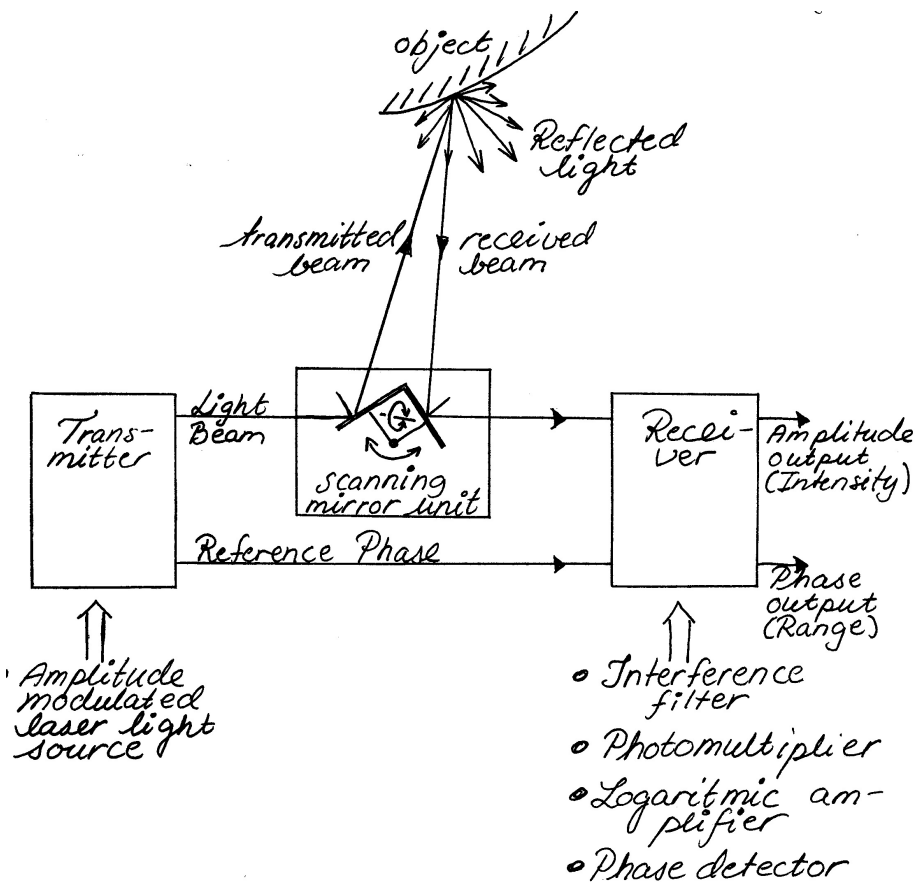 object
Reflected
light
transmitted
beam
received
beam
Trans-
mitter
Light
Beam
scanning
mirror unit
Recei-
ver
Amplitude
output
(Intensity)
Reference Phase
Phase
output
(Range)
Amplitude
modulated
laser light
source
• Interference
filter
• Photomultiplier
• Logaritmic am-
plifier
• Phase detector